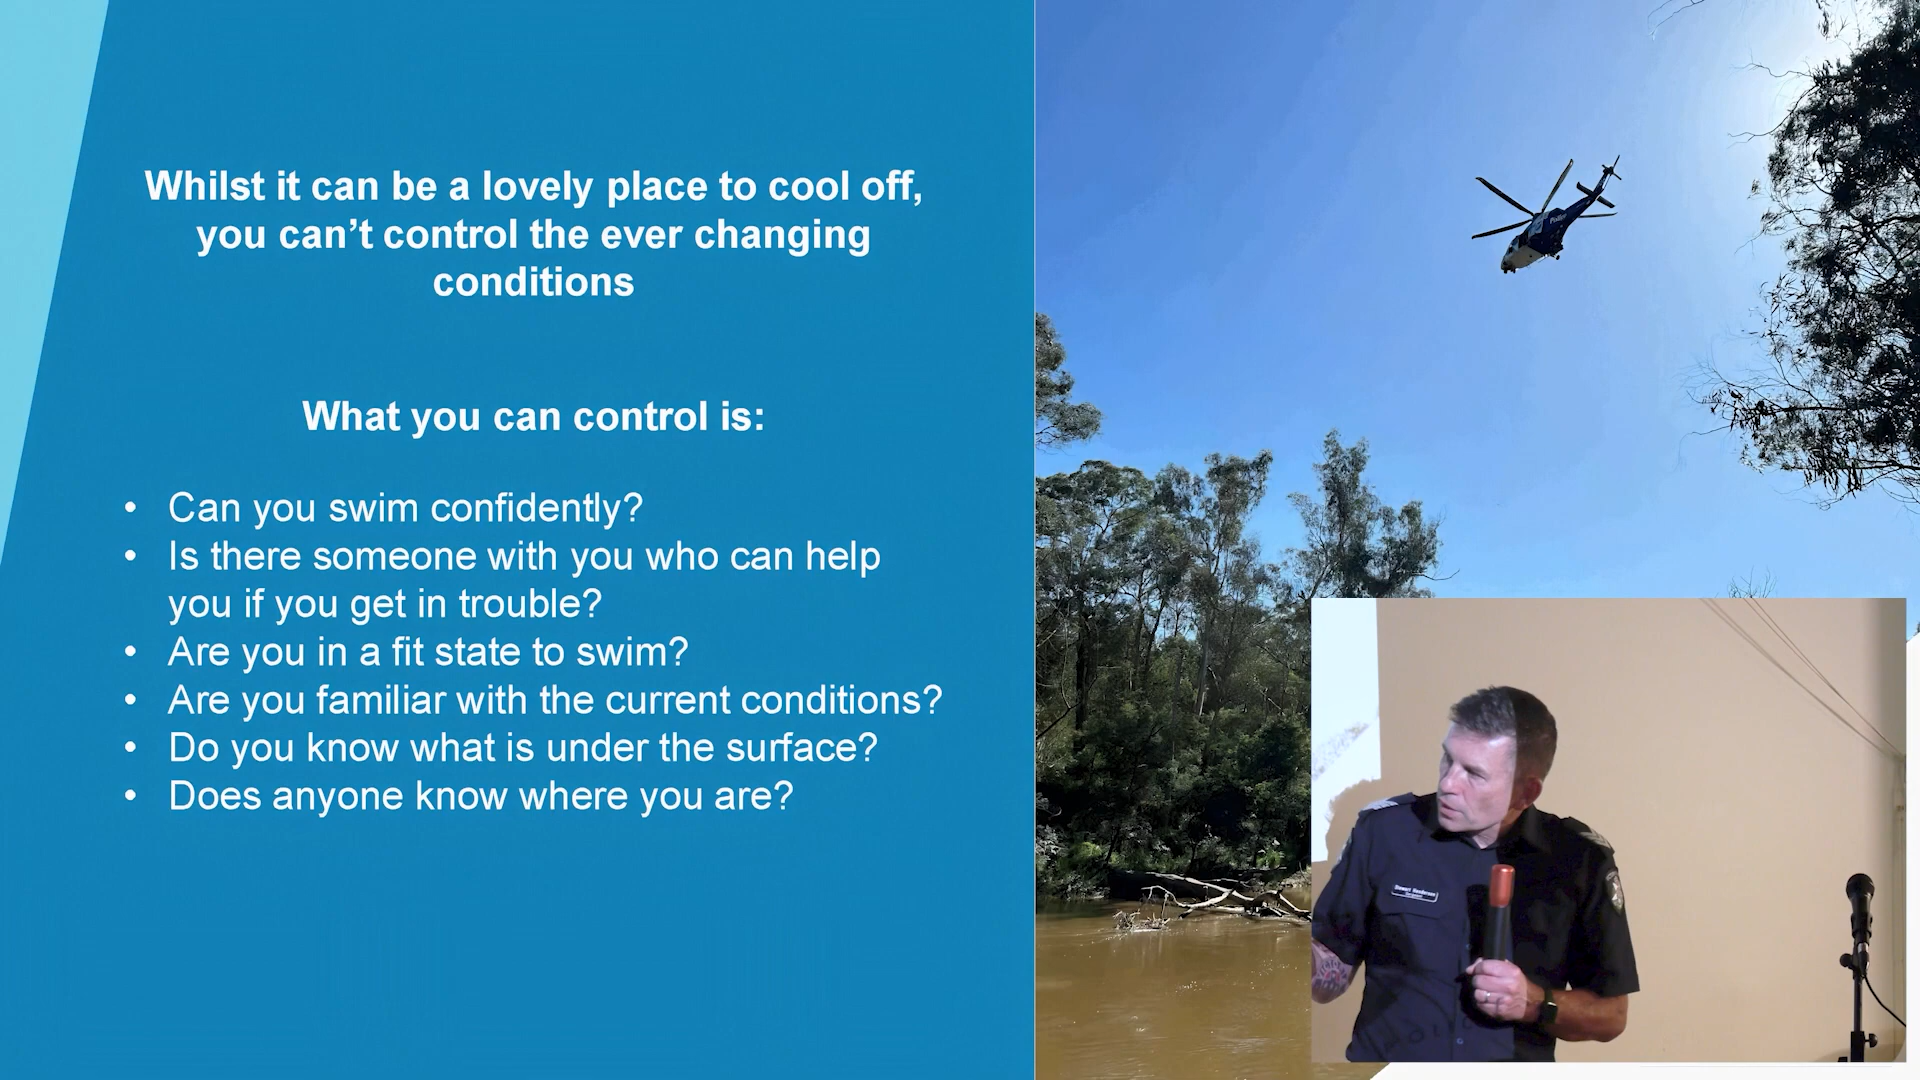 Whilst it can be a lovely place to cool off,
you can’t control the ever changing
conditions
What you can control is:
• Can you swim confidently?
• Is there someone with you who can help
you if you get in trouble?
• Are you in a fit state to swim?
• Are you familiar with the current conditions?
• Do you know what is under the surface?
• Does anyone know where you are?
Police
Stewart Henderson